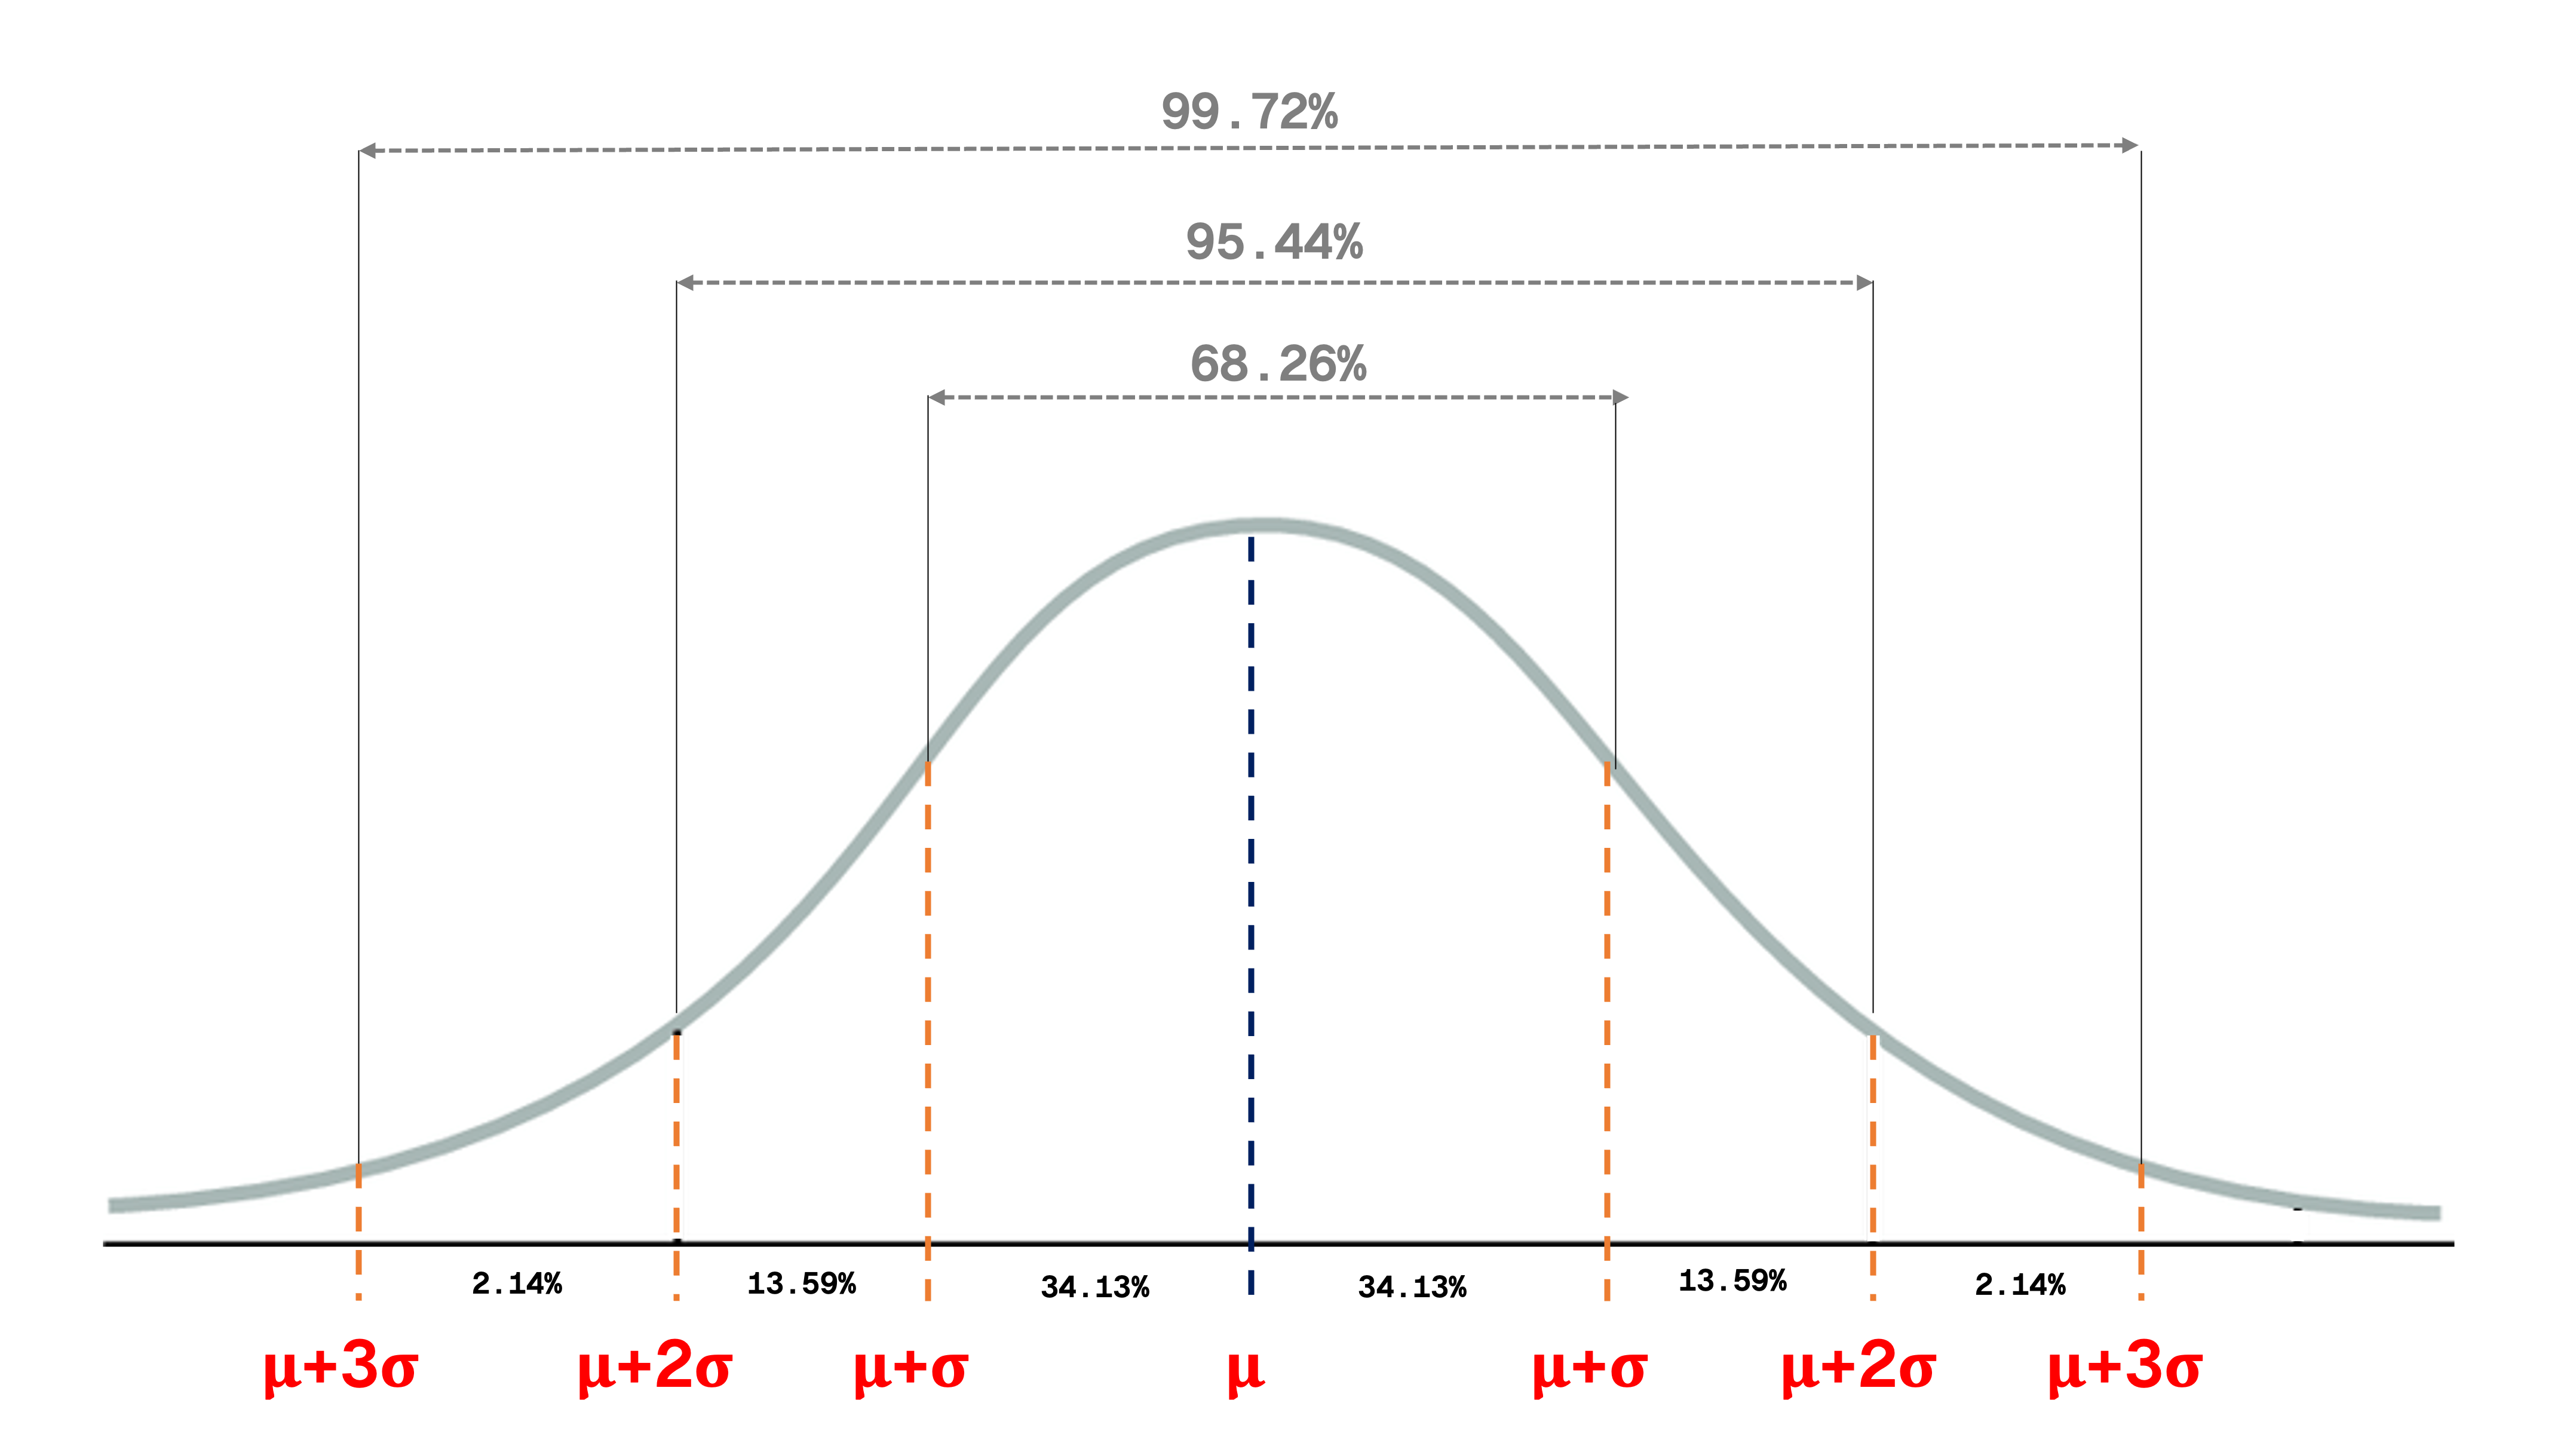 99.72%
95.44%
68.26%
2.14% 13.59% 34.13% 34.13% 13.59% 2.14%
μ+3σ μ+2σ μ+σ μ μ+σ μ+2σ μ+3σ